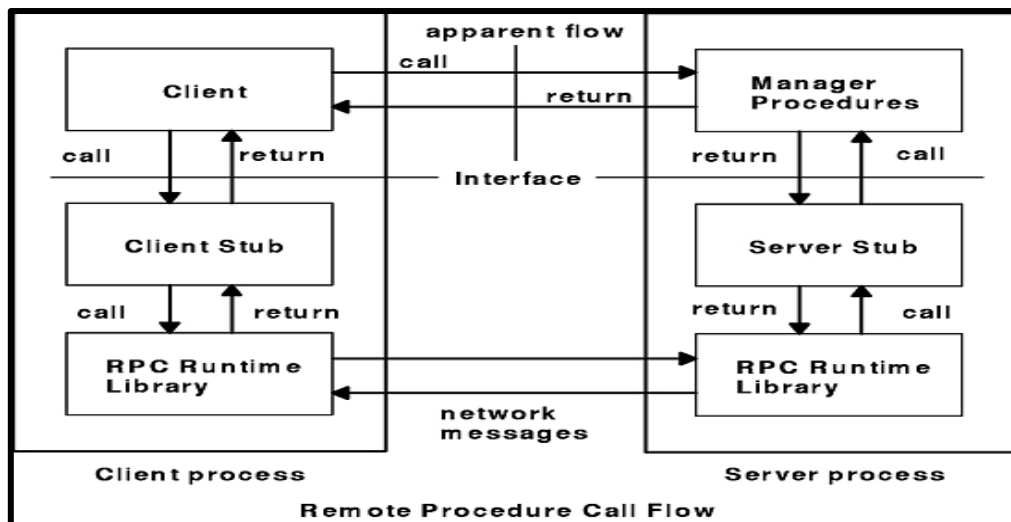 apparent flow
call
Client
Manager
Procedures
return
call
return
return
call
Interface
Client Stub
Server Stub
call
return
return
call
RPC Runtime
Library
RPC Runtime
Library
network
messages
Client process
Server process
Remote Procedure Call Flow